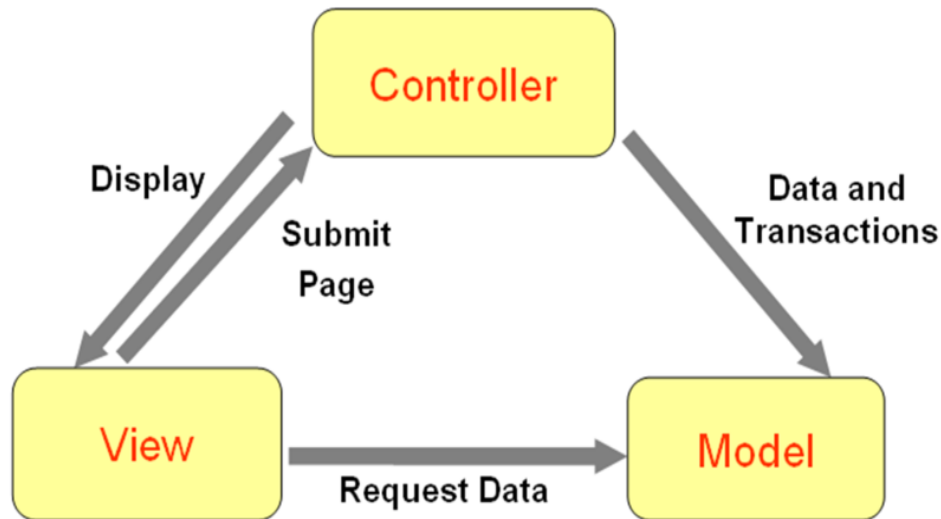 Controller
Display
Submit
Page
Data and
Transactions
View
Request Data
Model